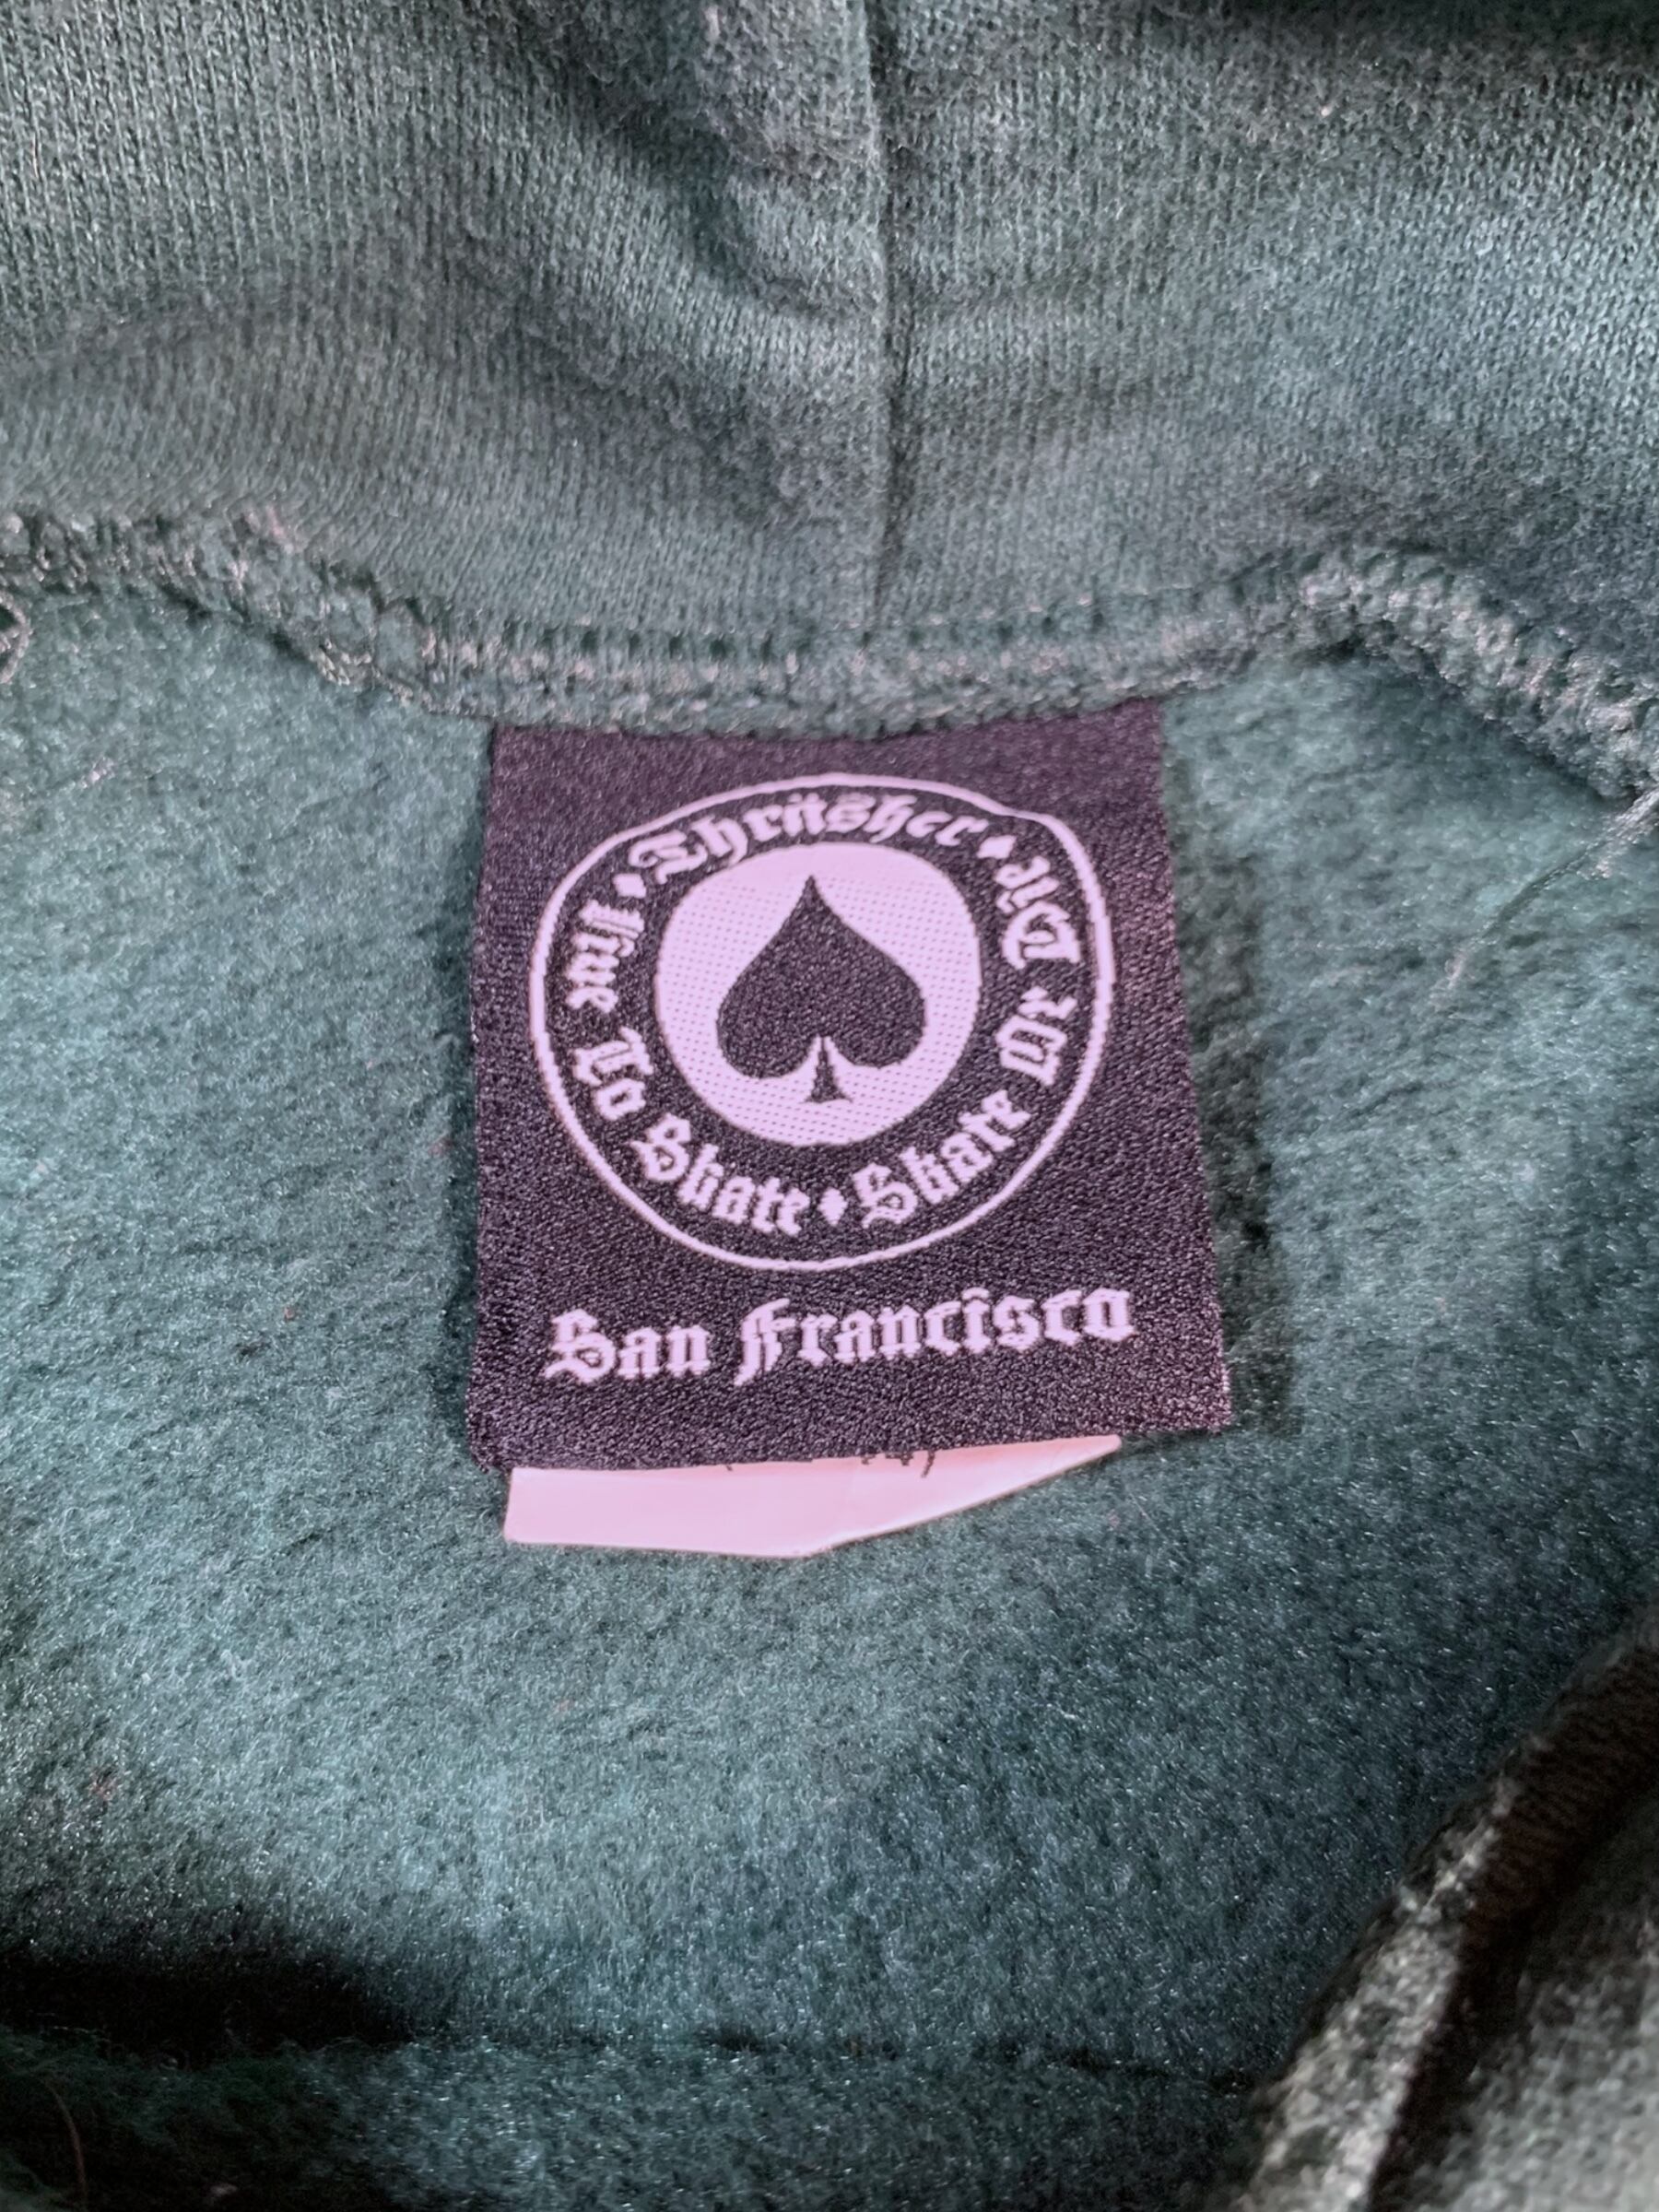 Thrasher
Live To Skate • Skate Or Die
San Francisco